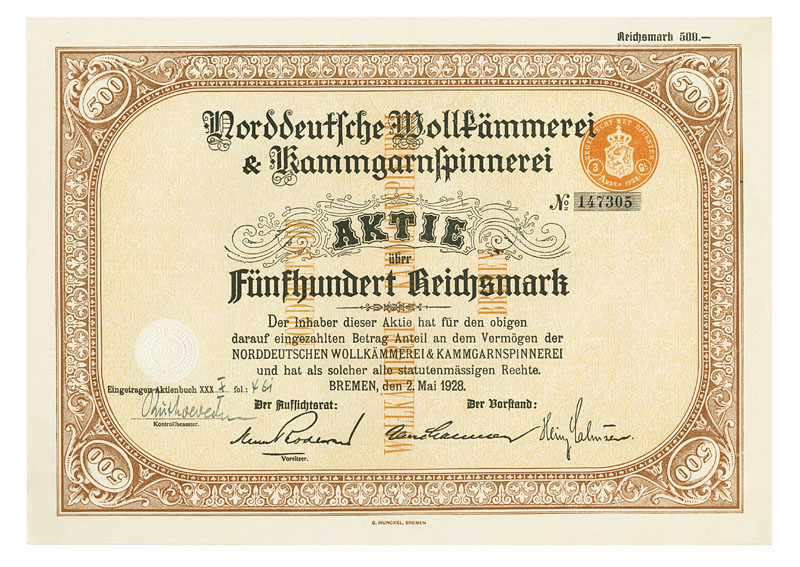 Reichsmark 500.—
500
500
Norddeutsche Wollkämmerei
& Kammgarnspinnerei
No 147305
AKTIE
über
Fünfhundert Reichsmark
Der Inhaber dieser Aktie hat für den obigen
darauf eingezahlten Betrag Anteil an dem Vermögen der
NORDDEUTSCHEN WOLLKÄMMEREI & KAMMGARNSPINNEREI
und hat als solcher alle statutenmässigen Rechte.
BREMEN, den 2. Mai 1928.
Eingetragen Aktienbuch XXX fol:
Der Aufsichtsrat:
Der Vorstand:
Kontrollbeamter.
Vorsitzer.
500
500
G. HUNCKEL, BREMEN